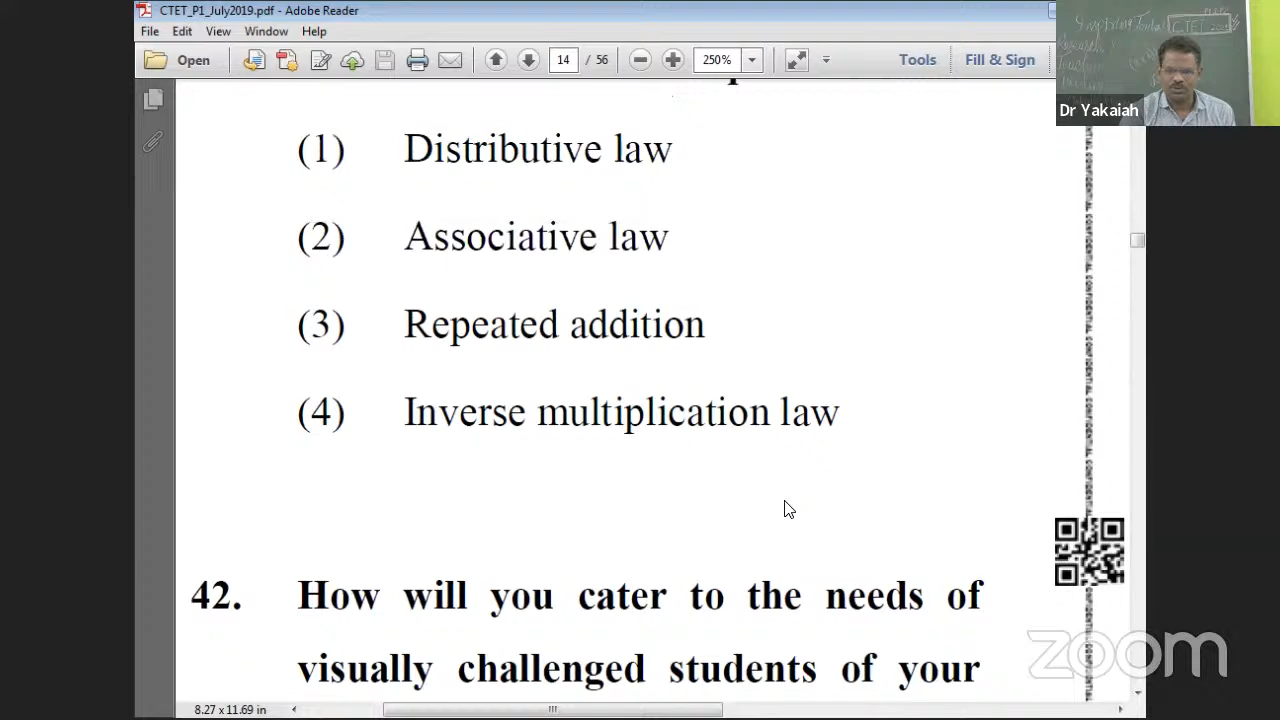 CTET_P1_July2019.pdf - Adobe Reader
File Edit View Window Help
Open 14 / 56 250% Tools Fill & Sign
CTET
Dr Yakaiah
(1) Distributive law
(2) Associative law
(3) Repeated addition
(4) Inverse multiplication law
42. How will you cater to the needs of
visually challenged students of your
zoom
8.27 x 11.69 in